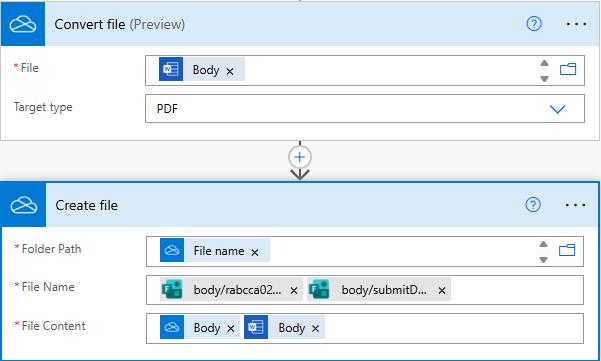 Convert file (Preview)
* File Body ×
Target type PDF
Create file
* Folder Path File name ×
* File Name body/rabcca02... × body/submitD... ×
* File Content Body × Body ×